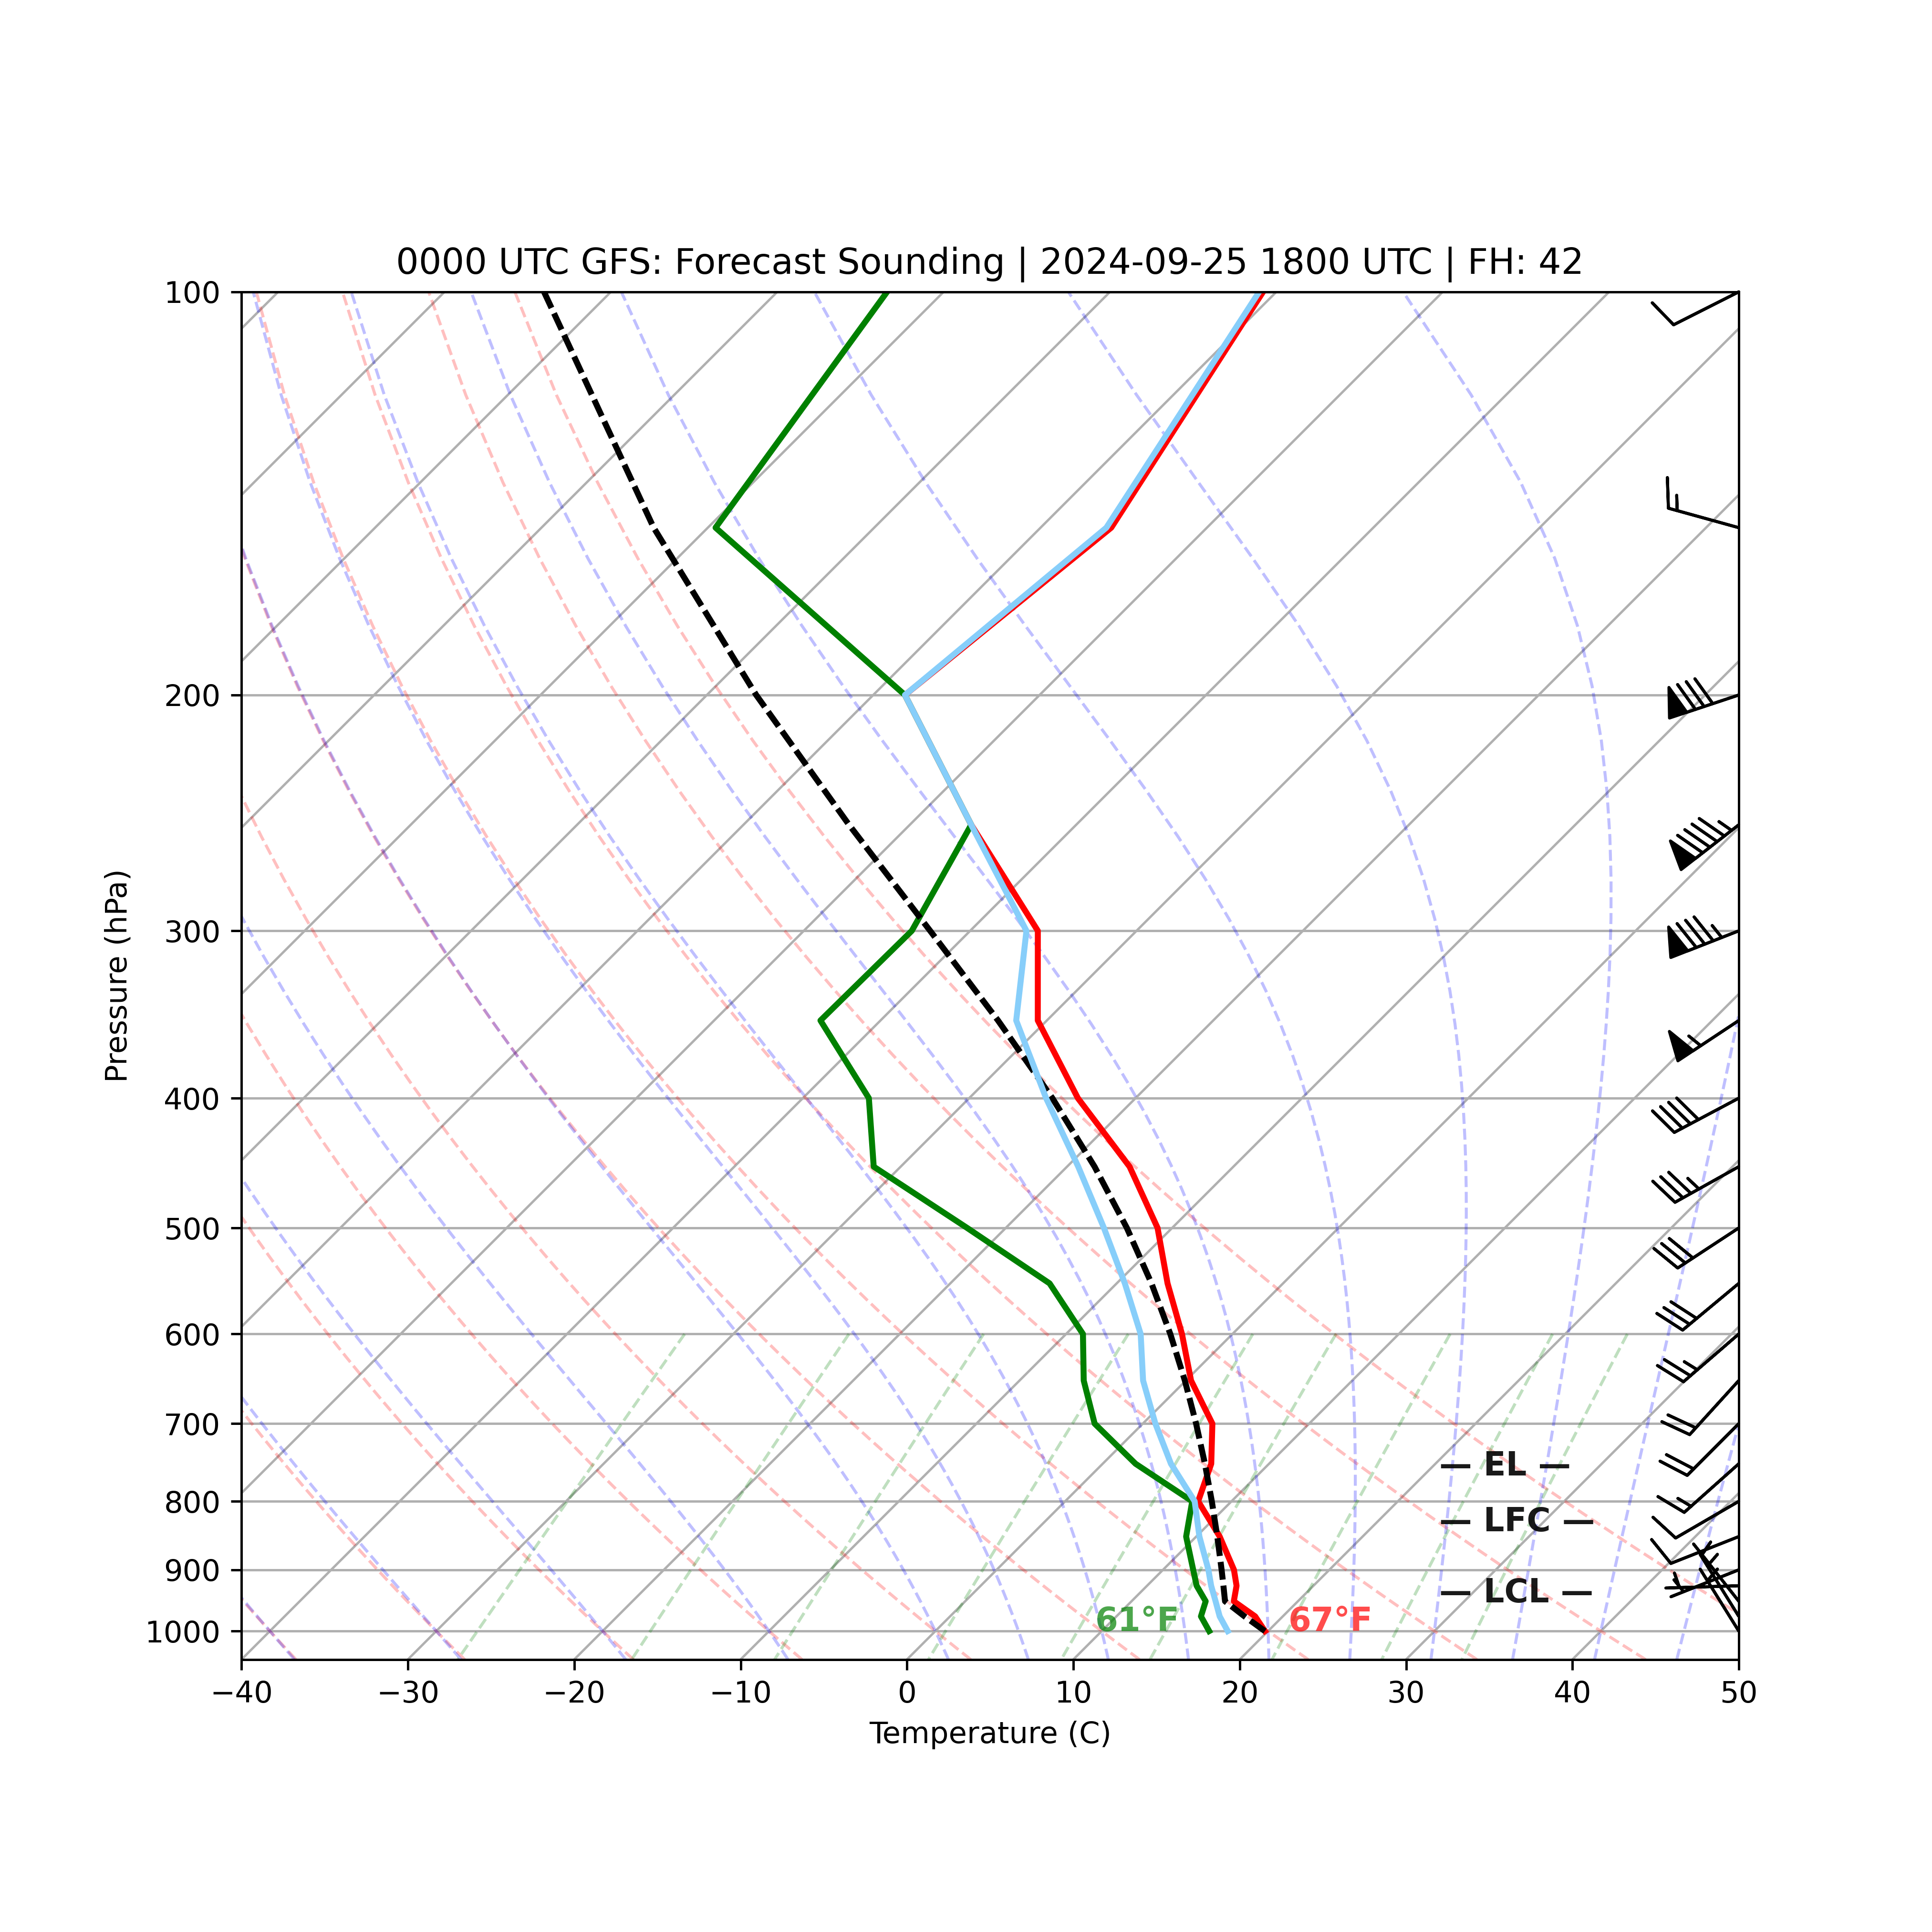 0000 UTC GFS: Forecast Sounding | 2024-09-25 1800 UTC | FH: 42
100
200
300
400
500
600
700
800
900
1000
Pressure (hPa)
— EL —
— LFC —
— LCL —
61°F
67°F
−40 −30 −20 −10 0 10 20 30 40 50
Temperature (C)